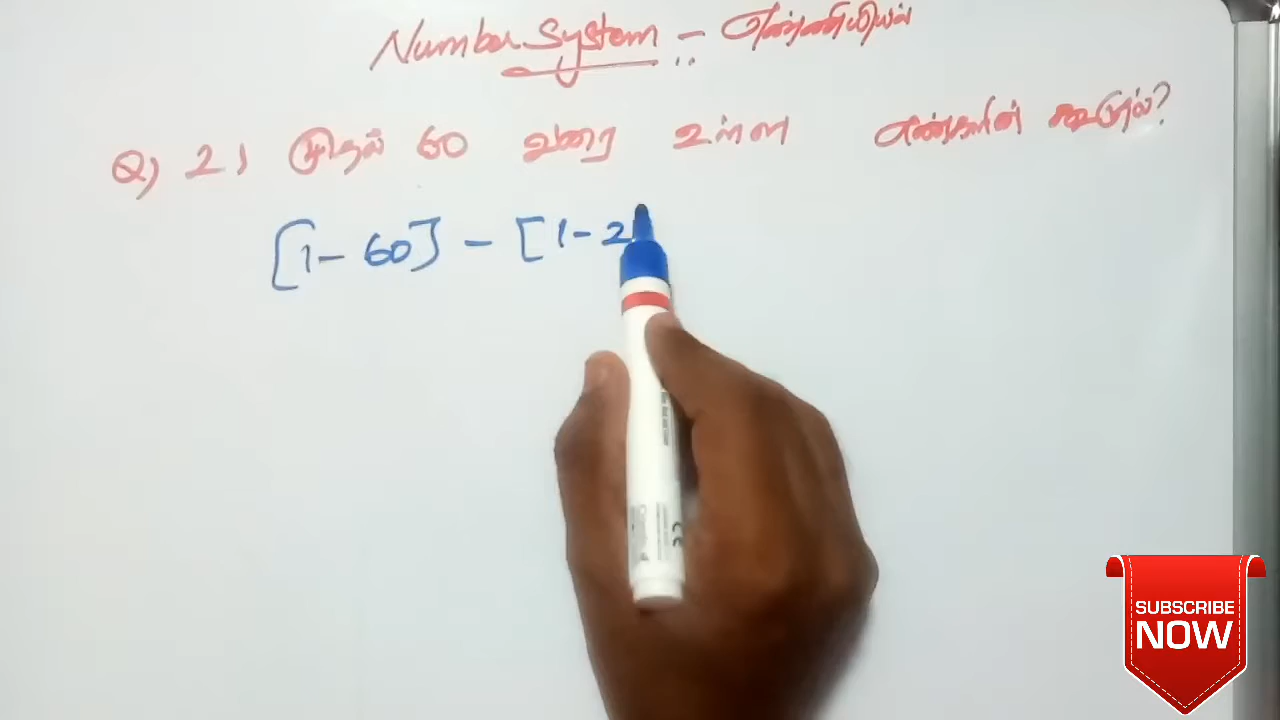 Number System - எண்ணியியல்
Q) 21 முதல் 60 வரை உள்ள எண்களின் கூடுதல்?
[1-60] - [1-2
SUBSCRIBE
NOW